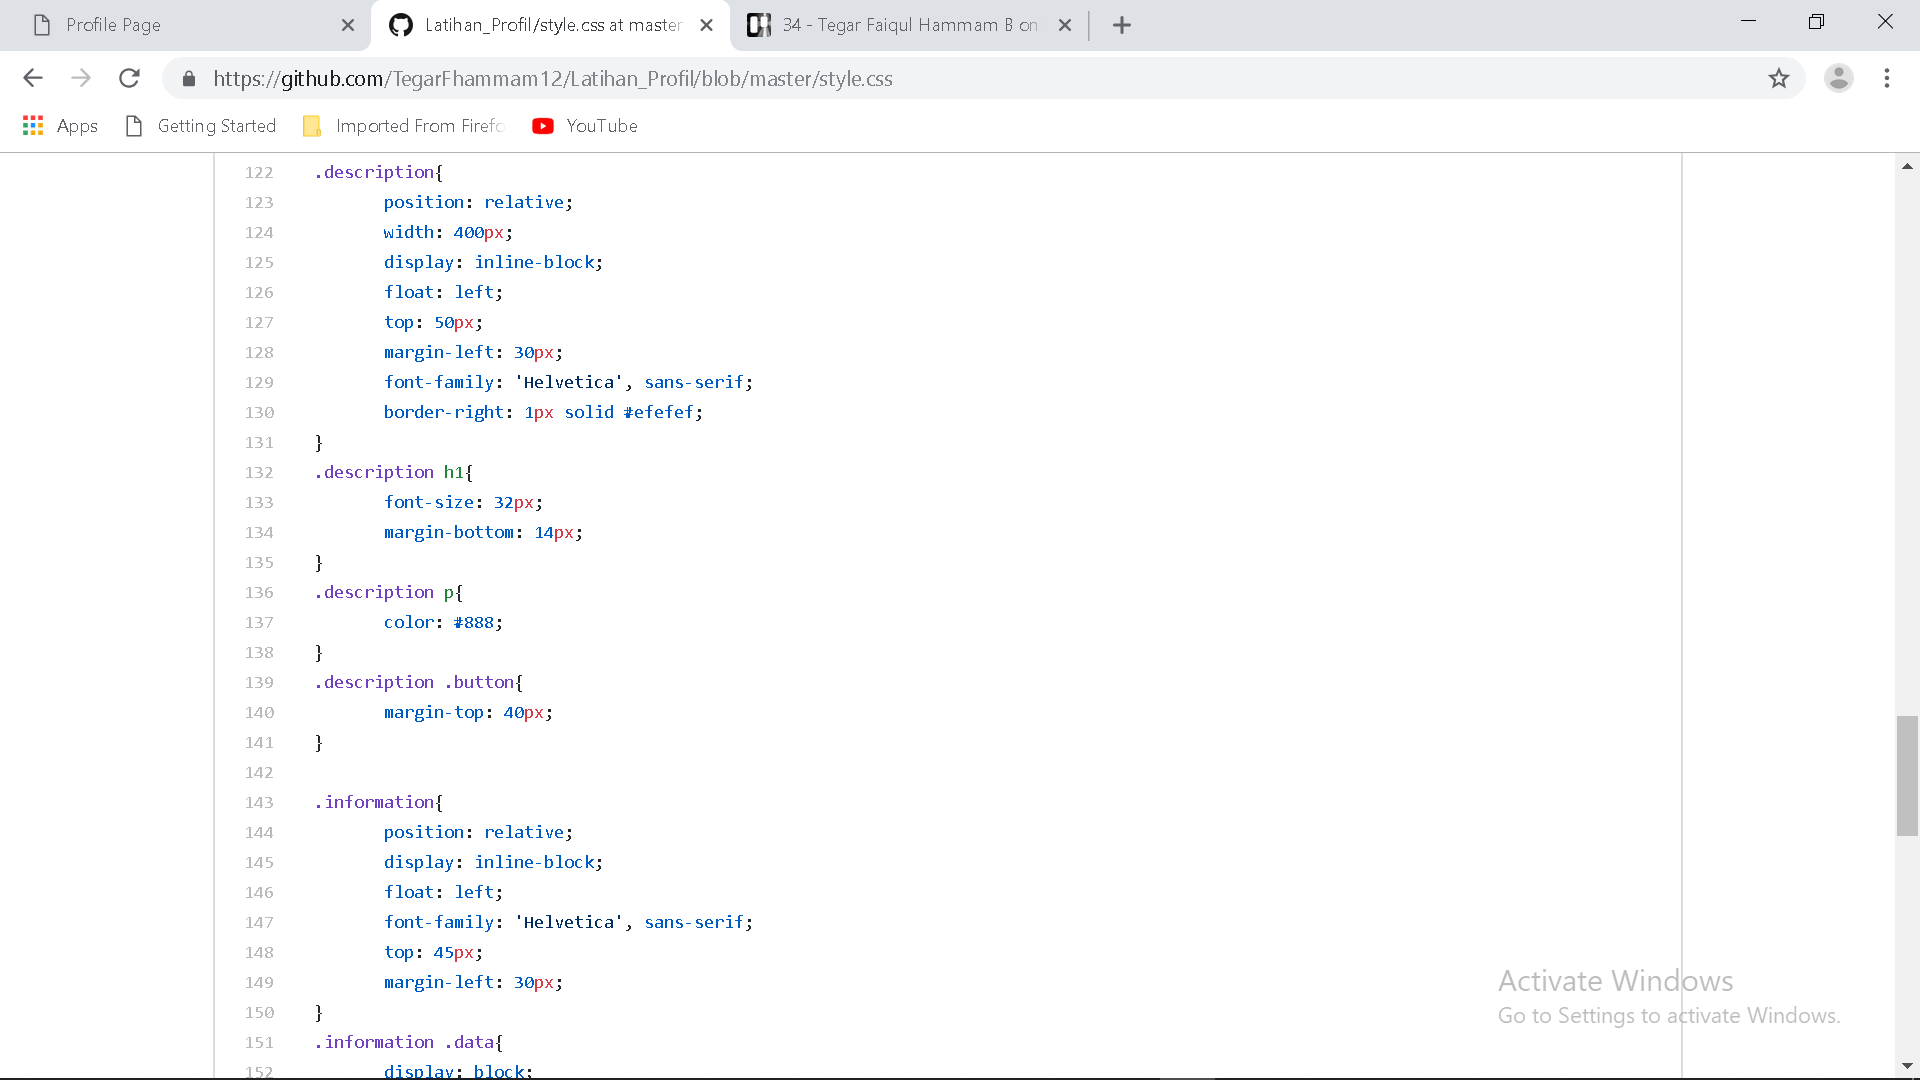 Profile Page
Latihan_Profil/style.css at master
34 - Tegar Faiqul Hammam B on
https://github.com/TegarFhammam12/Latihan_Profil/blob/master/style.css
Apps
Getting Started
Imported From Firefo
YouTube
122 .description{
123 position: relative;
124 width: 400px;
125 display: inline-block;
126 float: left;
127 top: 50px;
128 margin-left: 30px;
129 font-family: 'Helvetica', sans-serif;
130 border-right: 1px solid #efefef;
131 }
132 .description h1{
133 font-size: 32px;
134 margin-bottom: 14px;
135 }
136 .description p{
137 color: #888;
138 }
139 .description .button{
140 margin-top: 40px;
141 }
142
143 .information{
144 position: relative;
145 display: inline-block;
146 float: left;
147 font-family: 'Helvetica', sans-serif;
148 top: 45px;
149 margin-left: 30px;
150 }
151 .information .data{
152 display: block;
Activate Windows
Go to Settings to activate Windows.